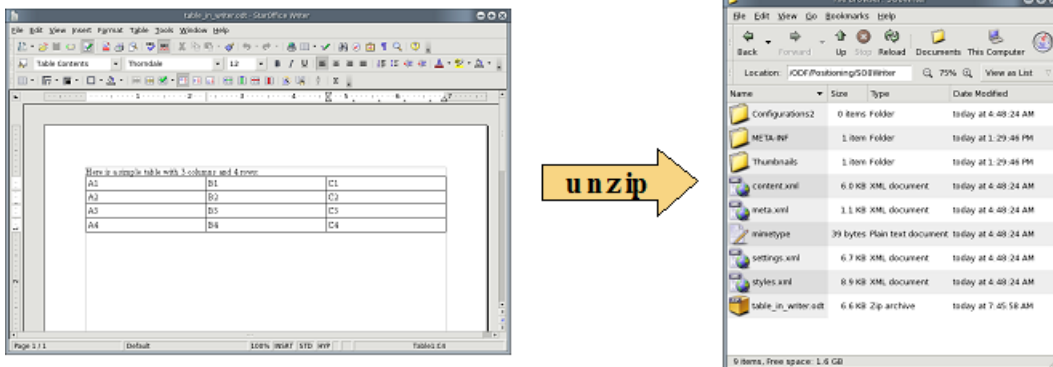 table_in_writer.odt - StarOffice Writer
File Edit View Insert Format Table Tools Window Help
Table Contents Thorndale 12 B I U
1 2 3 4 5 6 7
Here is a simple table with 3 columns and 4 rows:
A1 B1 C1
A2 B2 C2
A3 B3 C3
A4 B4 C4
Page 1 / 1 Default 100% INSRT STD HYP Table1:C4
unzip
File Edit View Go Bookmarks Help
Back Forward Up Stop Reload Documents This Computer
Location: /ODF/Positioning/SO8Writer 75% View as List
Name Size Type Date Modified
Configurations2 0 items Folder today at 4:48:24 AM
META-INF 1 item Folder today at 1:29:46 PM
Thumbnails 1 item Folder today at 1:29:46 PM
content.xml 6.0 KB XML document today at 4:48:24 AM
meta.xml 1.1 KB XML document today at 4:48:24 AM
mimetype 39 bytes Plain text document today at 4:48:24 AM
settings.xml 6.7 KB XML document today at 4:48:24 AM
styles.xml 8.9 KB XML document today at 4:48:24 AM
table_in_writer.odt 6.6 KB Zip archive today at 7:45:58 AM
9 items, Free space: 1.6 GB